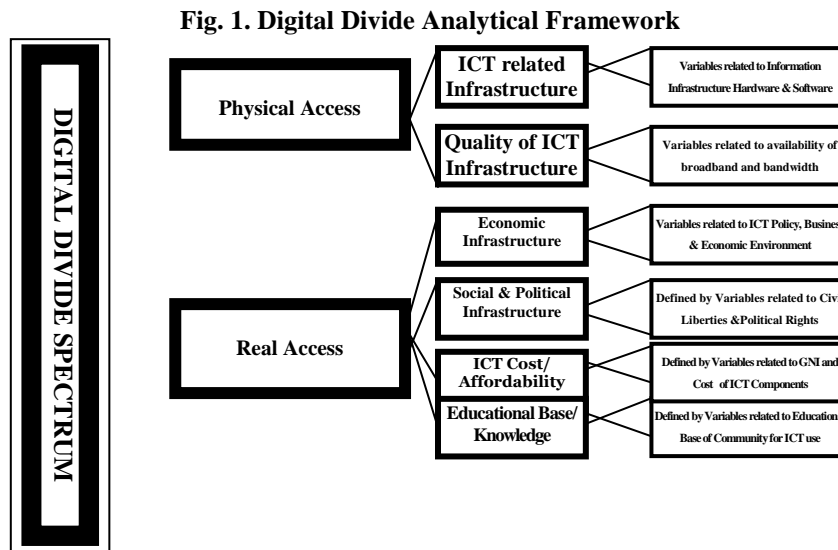 Fig. 1. Digital Divide Analytical Framework
DIGITAL DIVIDE SPECTRUM
Physical Access
ICT related
Infrastructure
Variables related to Information
Infrastructure Hardware & Software
Quality of ICT
Infrastructure
Variables related to availability of
broadband and bandwidth
Real Access
Economic
Infrastructure
Variables related to ICT Policy, Busines
& Economic Environment
Social & Political
Infrastructure
Defined by Variables related to Civi
Liberties &Political Rights
ICT Cost/
Affordability
Defined by Variables related to GNI and
Cost of ICT Components
Educational Base/
Knowledge
Defined by Variables related to Education
Base of Community for ICT use